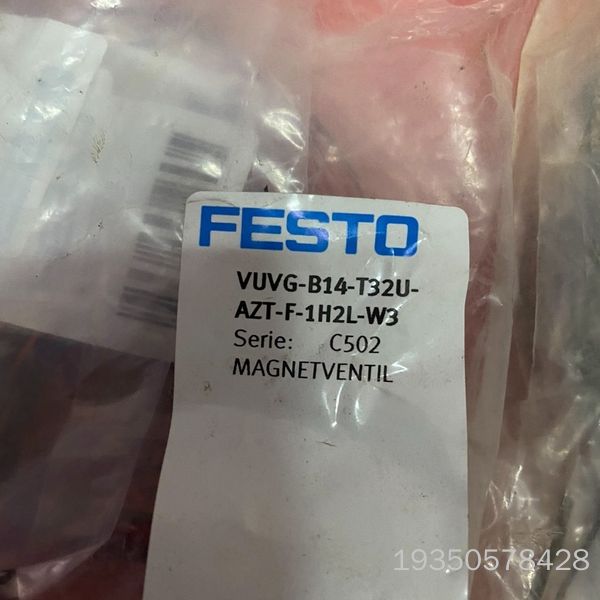 FESTO
VUVG-B14-T32U-
AZT-F-1H2L-W3
Serie: C502
MAGNETVENTIL
19350578428